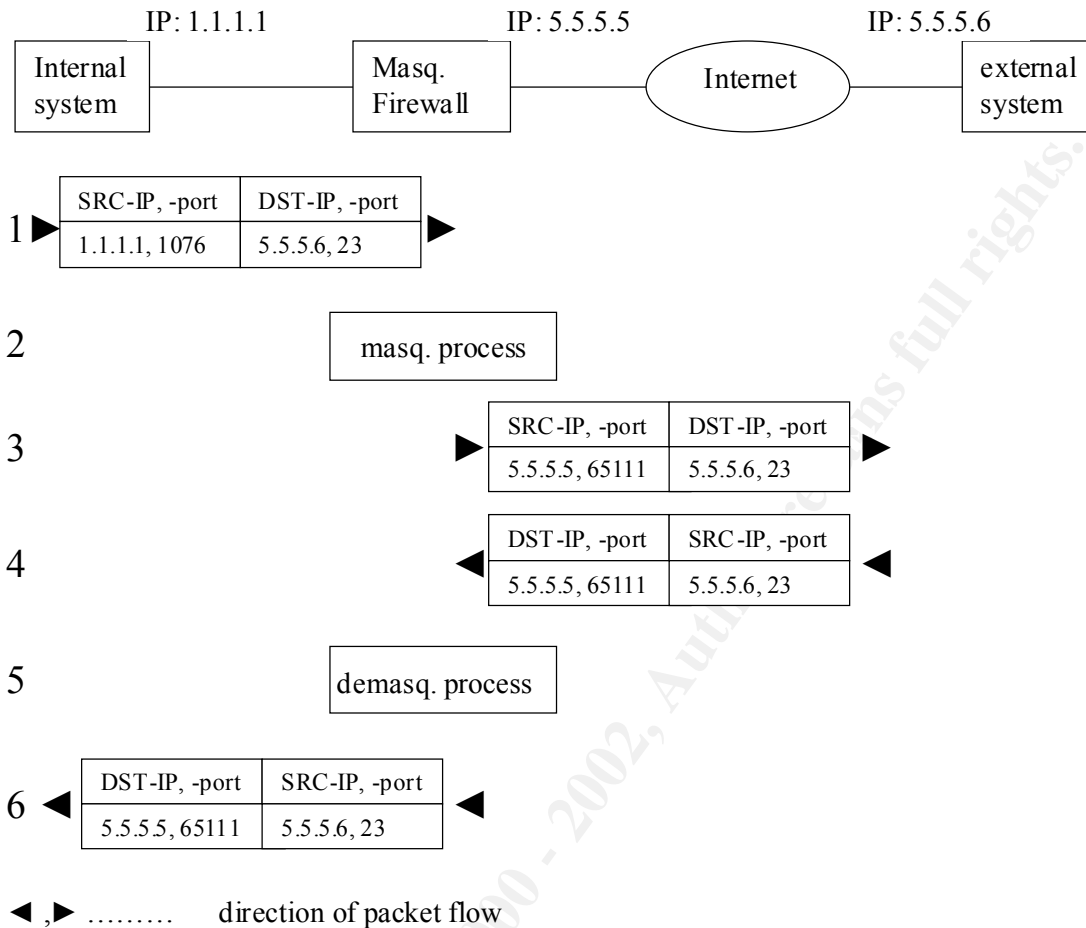 IP: 1.1.1.1 IP: 5.5.5.5 IP: 5.5.5.6
Internal system
Masq. Firewall
Internet
external system
1
SRC-IP, -port DST-IP, -port
1.1.1.1, 1076 5.5.5.6, 23
2
masq. process
3
SRC-IP, -port DST-IP, -port
5.5.5.5, 65111 5.5.5.6, 23
4
DST-IP, -port SRC-IP, -port
5.5.5.5, 65111 5.5.5.6, 23
5
demasq. process
6
DST-IP, -port SRC-IP, -port
5.5.5.5, 65111 5.5.5.6, 23
◄ ,► ......... direction of packet flow
00 - 2002, full rights.